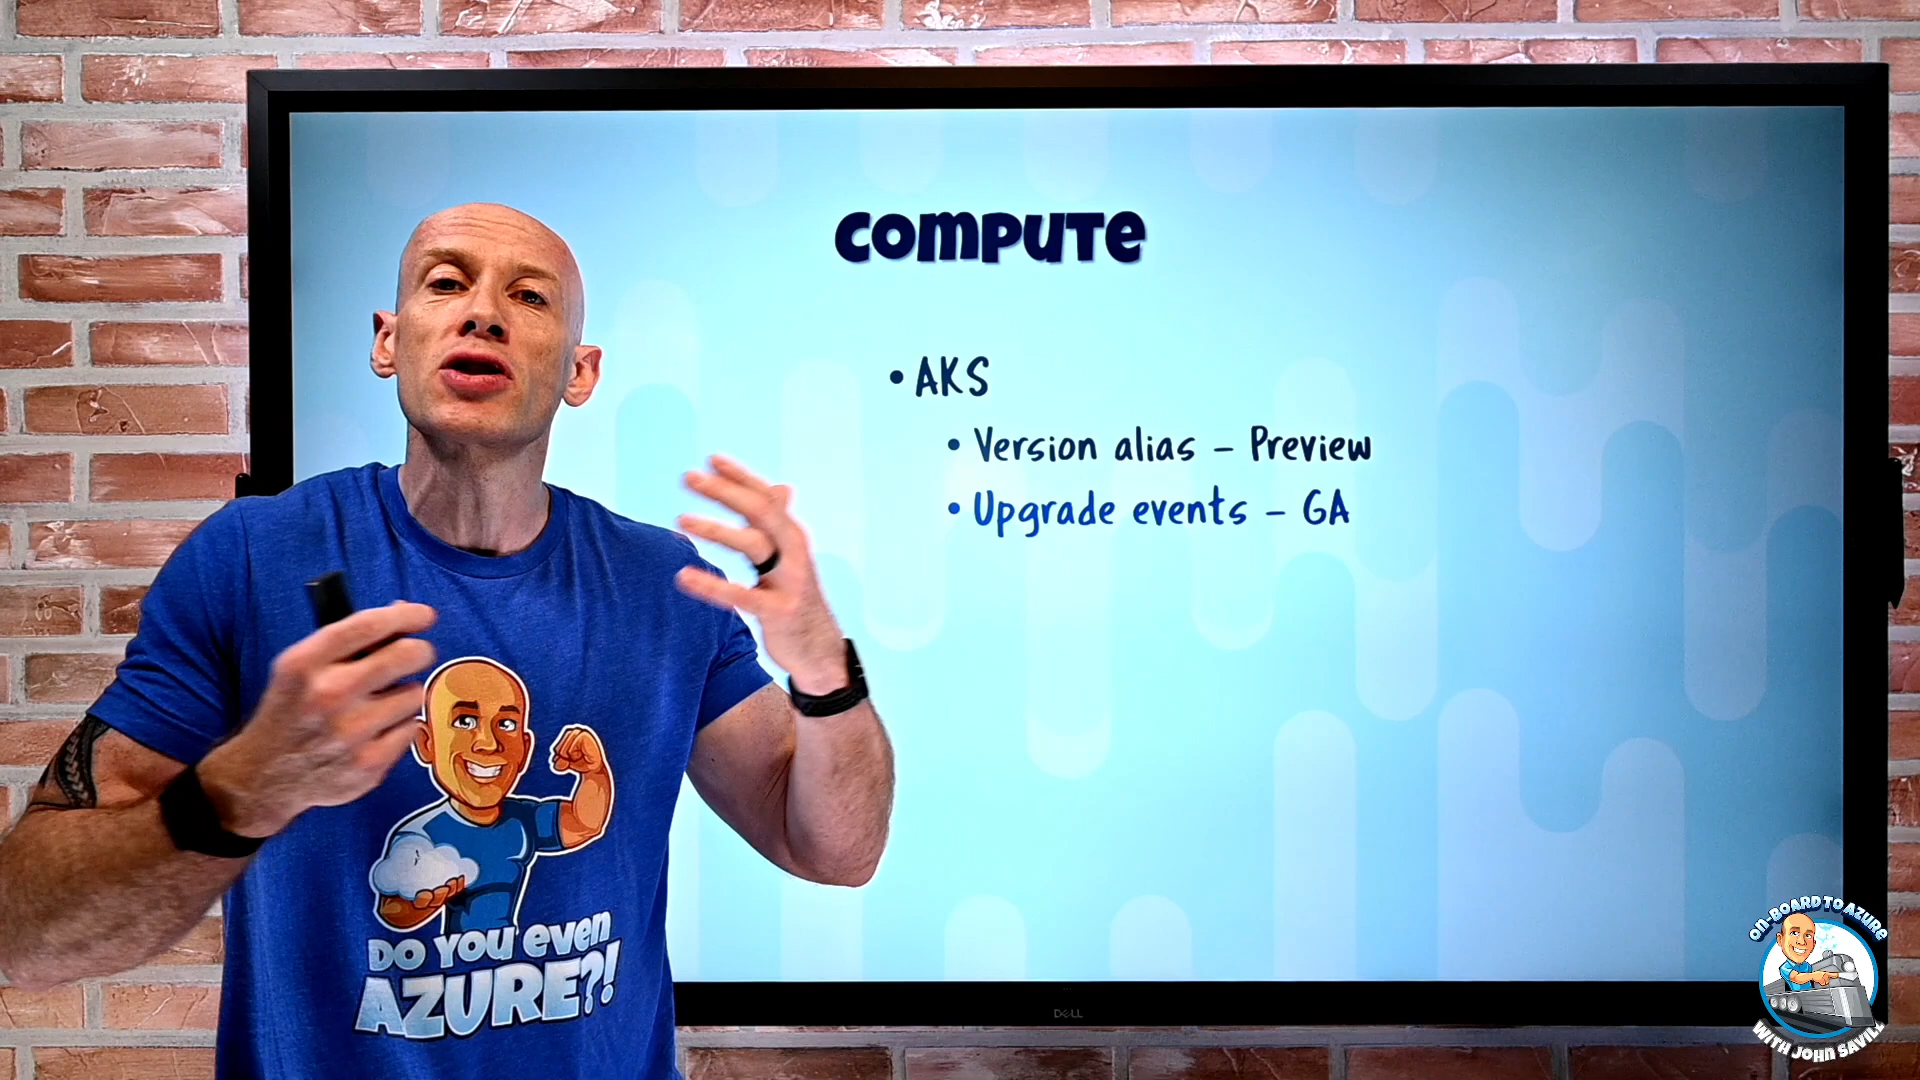 COMPUTE
• AKS
• Version alias – Preview
• Upgrade events – GA
DO YOU even
AZURE?!
DELL
ON-BOARD TO AZURE
WITH JOHN SAVILL